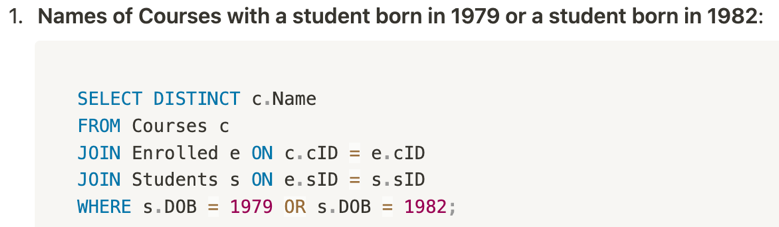 1. Names of Courses with a student born in 1979 or a student born in 1982:
SELECT DISTINCT c.Name
FROM Courses c
JOIN Enrolled e ON c.cID = e.cID
JOIN Students s ON e.sID = s.sID
WHERE s.DOB = 1979 OR s.DOB = 1982;